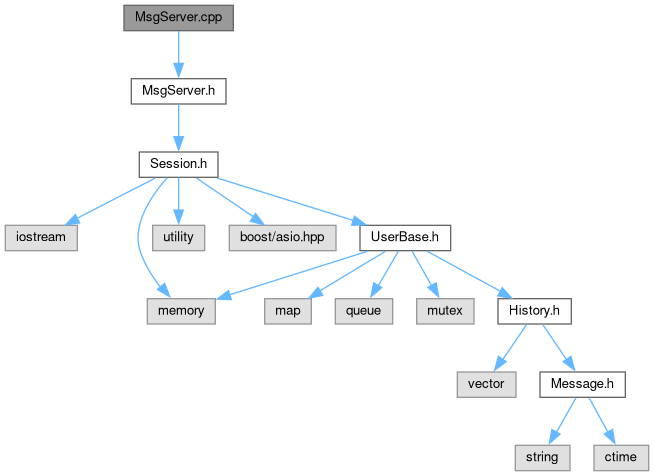 MsgServer.cpp
MsgServer.h
Session.h
iostream
utility
boost/asio.hpp
UserBase.h
memory
map
queue
mutex
History.h
vector
Message.h
string
ctime